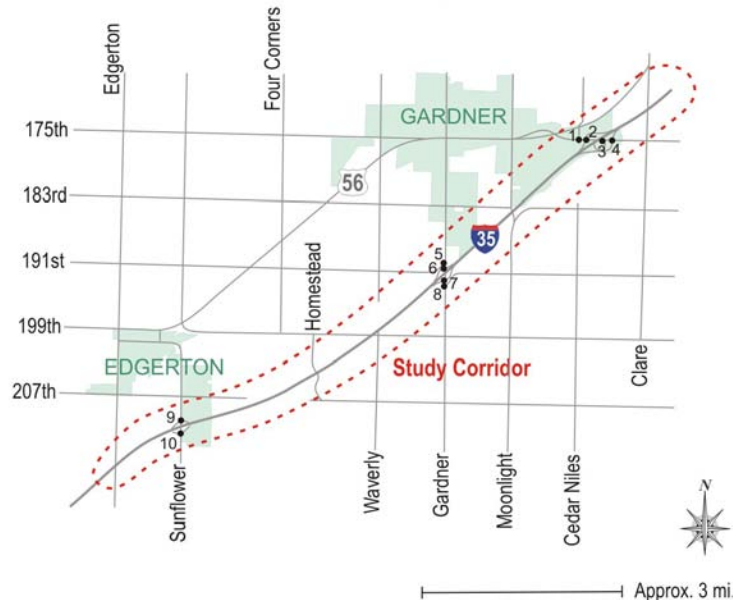 Edgerton
Four Corners
GARDNER
175th
1
2
3
4
56
183rd
35
191st
5
6
7
8
Homestead
199th
EDGERTON
Study Corridor
Clare
207th
9
10
Sunflower
Waverly
Gardner
Moonlight
Cedar Niles
N
Approx. 3 mi.